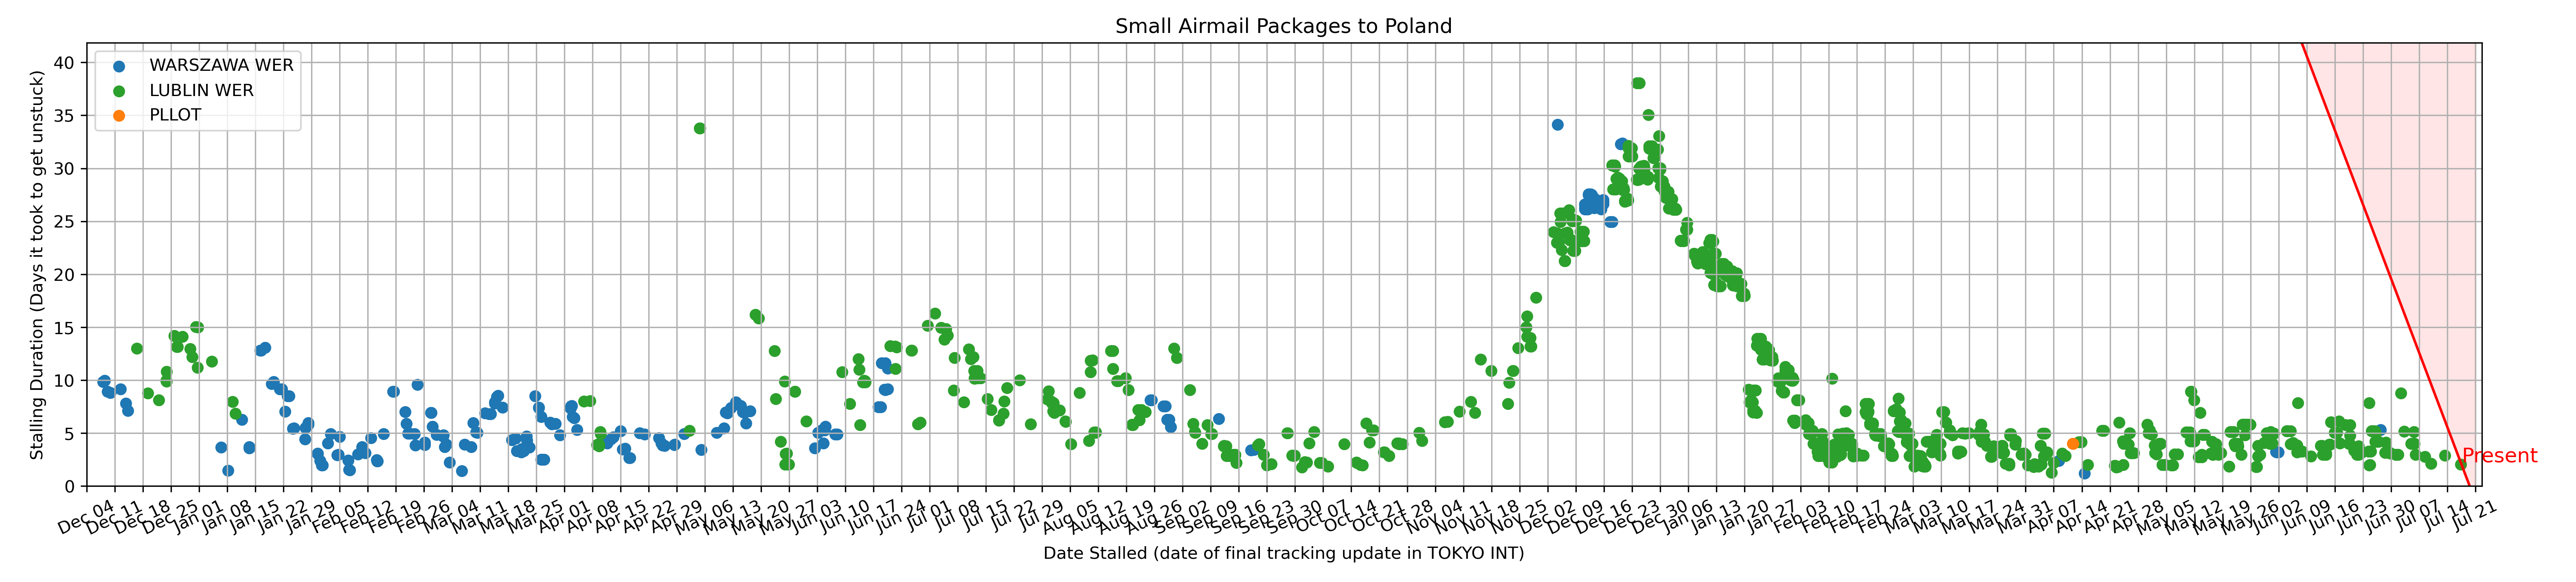 Small Airmail Packages to Poland
WARSZAWA WER
LUBLIN WER
PLLOT
Stalling Duration (Days it took to get unstuck)
40
35
30
25
20
15
10
5
0
Present
Dec 04
Dec 11
Dec 18
Dec 25
Jan 01
Jan 08
Jan 15
Jan 22
Jan 29
Feb 05
Feb 12
Feb 19
Feb 26
Mar 04
Mar 11
Mar 18
Mar 25
Apr 01
Apr 08
Apr 15
Apr 22
Apr 29
May 06
May 13
May 20
May 27
Jun 03
Jun 10
Jun 17
Jun 24
Jul 01
Jul 08
Jul 15
Jul 22
Jul 29
Aug 05
Aug 12
Aug 19
Aug 26
Sep 02
Sep 09
Sep 16
Sep 23
Sep 30
Oct 07
Oct 14
Oct 21
Oct 28
Nov 04
Nov 11
Nov 18
Nov 25
Dec 02
Dec 09
Dec 16
Dec 23
Dec 30
Jan 06
Jan 13
Jan 20
Jan 27
Feb 03
Feb 10
Feb 17
Feb 24
Mar 03
Mar 10
Mar 17
Mar 24
Mar 31
Apr 07
Apr 14
Apr 21
Apr 28
May 05
May 12
May 19
May 26
Jun 02
Jun 09
Jun 16
Jun 23
Jun 30
Jul 07
Jul 14
Jul 21
Date Stalled (date of final tracking update in TOKYO INT)